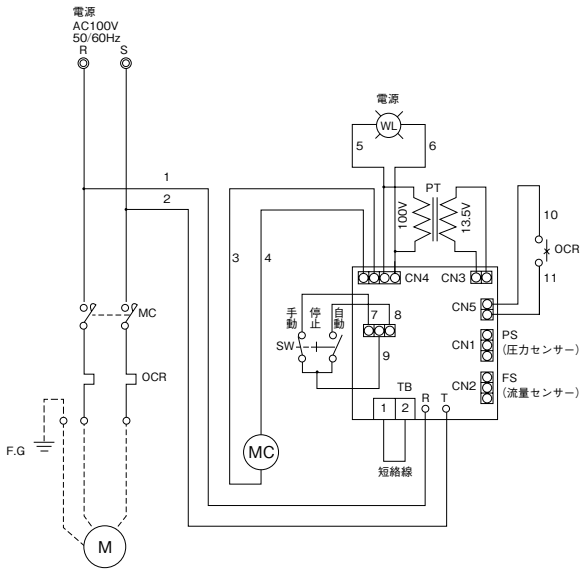 電源
AC100V
50/60Hz
R
S
電源
WL
5
6
1
2
PT
100V
13.5V
10
OCR
11
3
4
CN4
CN3
CN5
手動
停止
自動
7
8
PS
(圧力センサー)
CN1
MC
SW
9
FS
(流量センサー)
CN2
OCR
TB
R
T
1
2
F.G
MC
短絡線
M